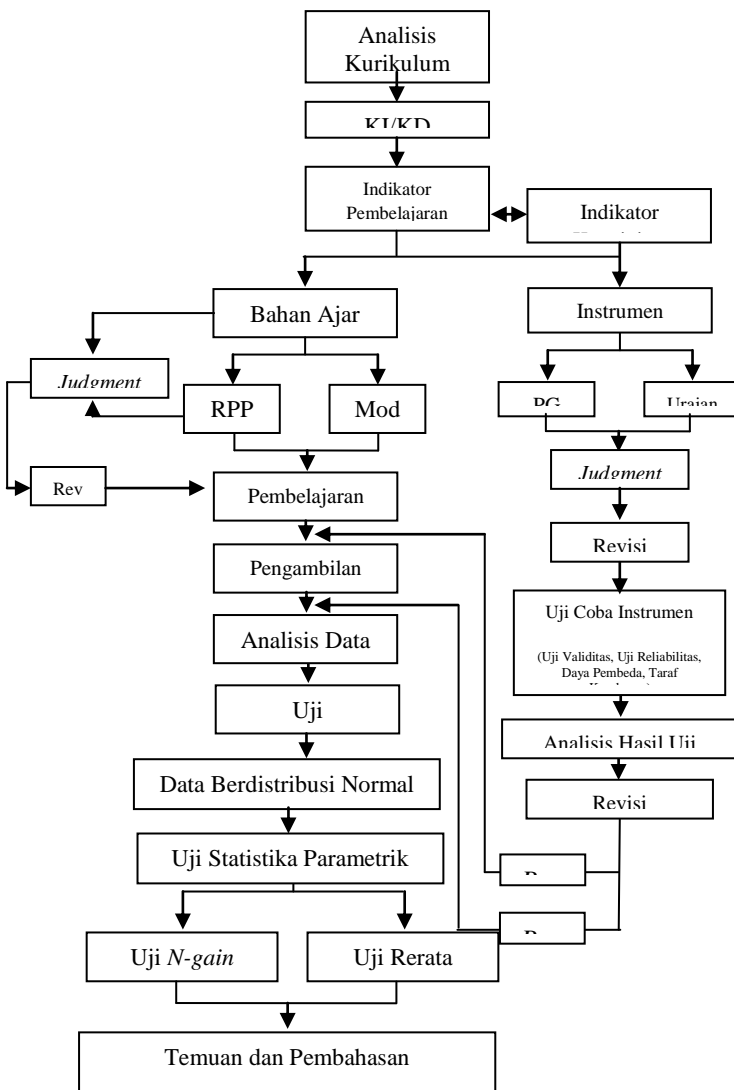 Analisis
Kurikulum
KI/KD
Indikator
Pembelajaran
Indikator
Bahan Ajar
Instrumen
Judgment
RPP
Mod
PG
Uraian
Judgment
Rev
Pembelajaran
Revisi
Pengambilan
Uji Coba Instrumen
(Uji Validitas, Uji Reliabilitas,
Daya Pembeda, Taraf
Analisis Data
Uji
Analisis Hasil Uji
Data Berdistribusi Normal
Revisi
Uji Statistika Parametrik
Uji N-gain
Uji Rerata
Temuan dan Pembahasan